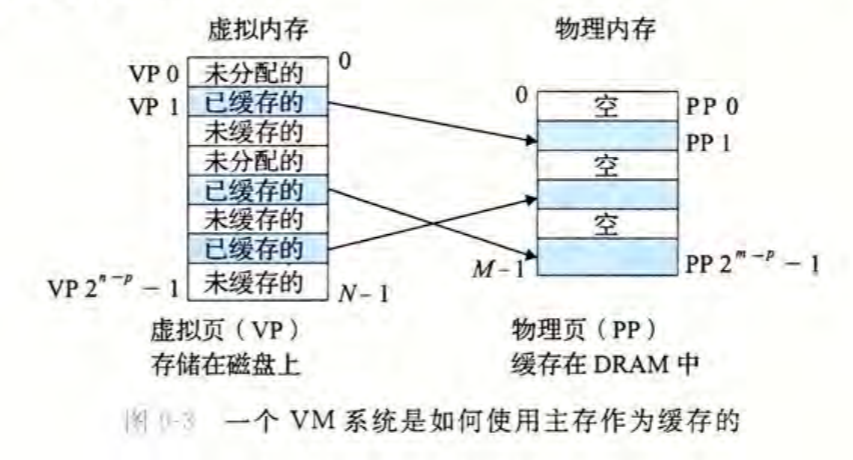 虚拟内存
物理内存
VP 0 未分配的 0
VP 1 已缓存的
未缓存的
未分配的
已缓存的
未缓存的
已缓存的
VP 2^{n-p} - 1 未缓存的 N-1
0 空 PP 0
PP 1
空
空
M-1 PP 2^{m-p} - 1
虚拟页（VP）
存储在磁盘上
物理页（PP）
缓存在 DRAM 中
图 9-3 一个 VM 系统是如何使用主存作为缓存的